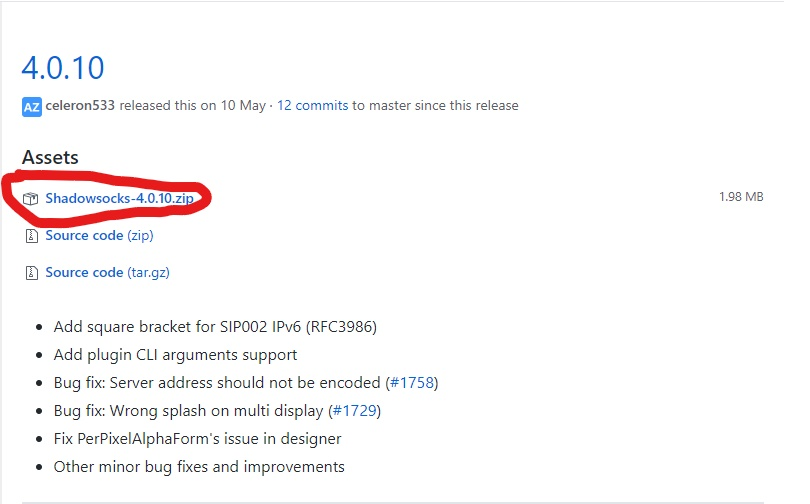 4.0.10
AZ celeron533 released this on 10 May · 12 commits to master since this release
Assets
Shadowsocks-4.0.10.zip 1.98 MB
Source code (zip)
Source code (tar.gz)
• Add square bracket for SIP002 IPv6 (RFC3986)
• Add plugin CLI arguments support
• Bug fix: Server address should not be encoded (#1758)
• Bug fix: Wrong splash on multi display (#1729)
• Fix PerPixelAlphaForm's issue in designer
• Other minor bug fixes and improvements